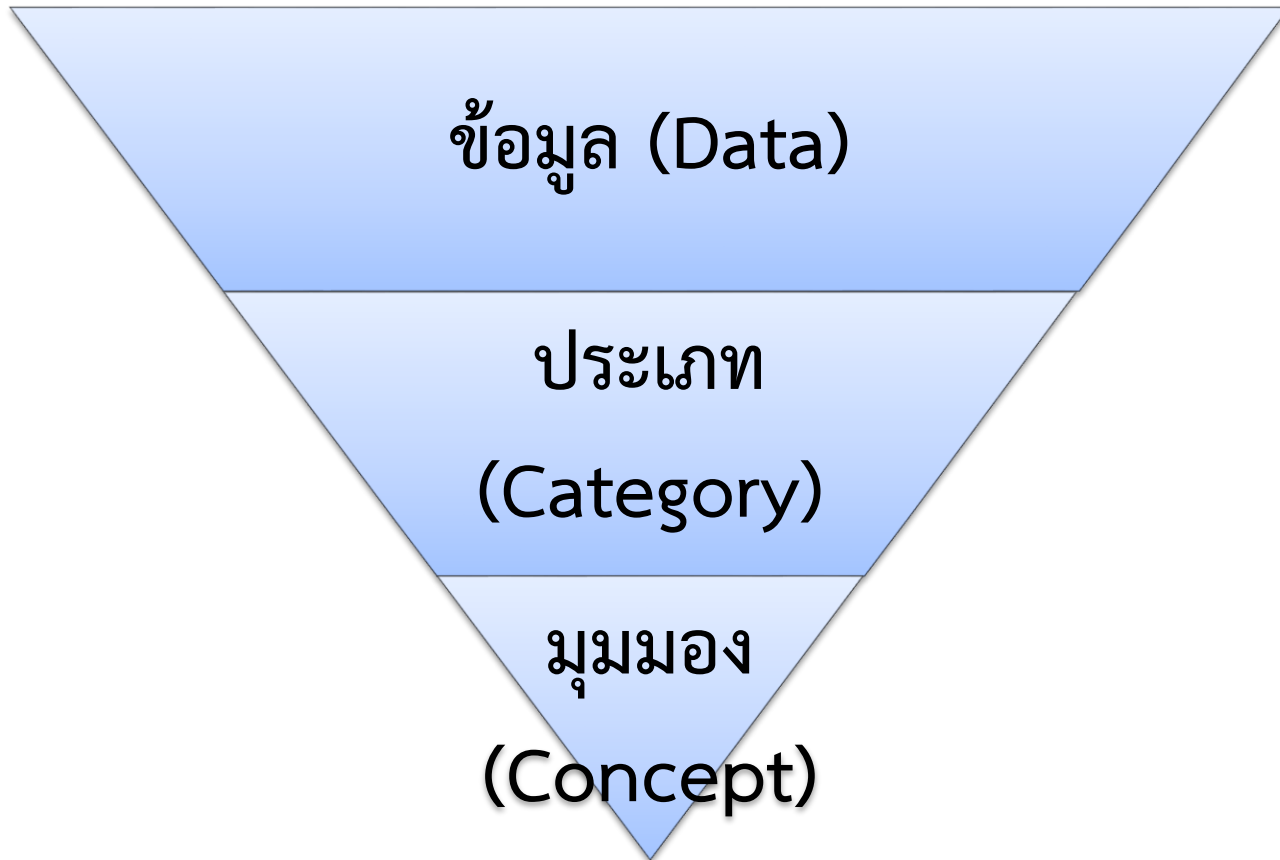 ข้อมูล (Data)
ประเภท
(Category)
มุมมอง
(Concept)